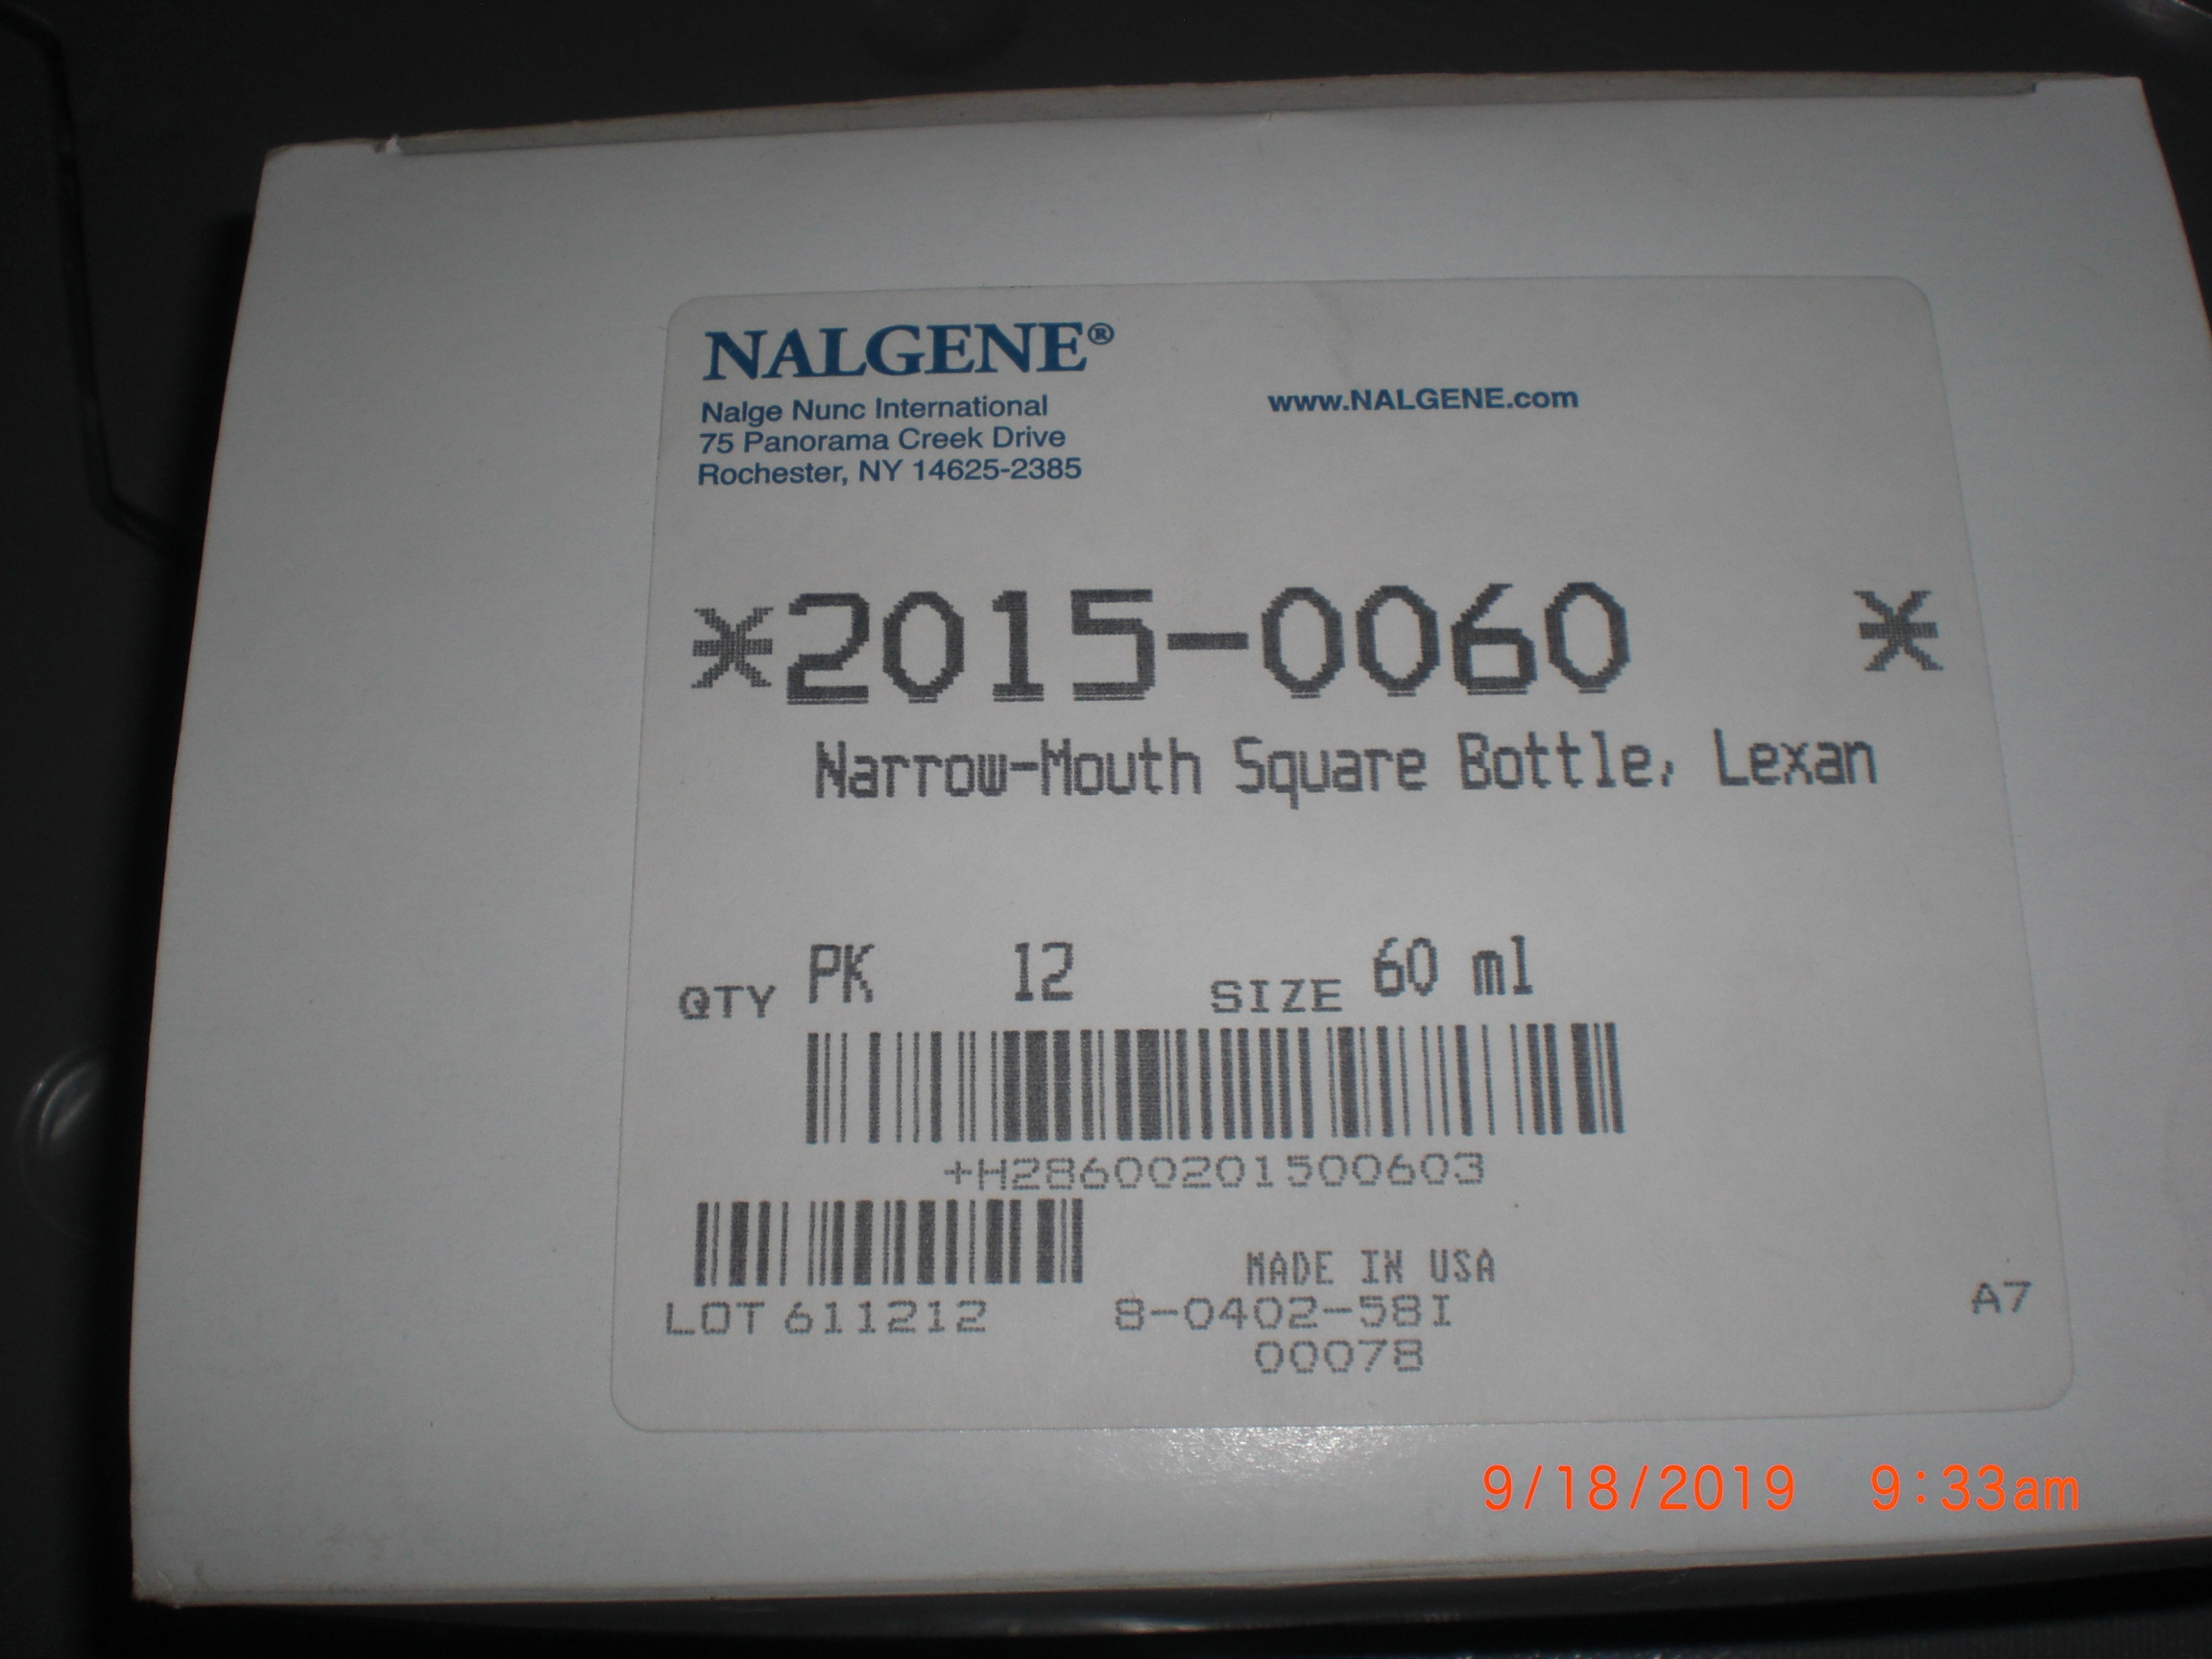 NALGENE®
Nalge Nunc International
www.NALGENE.com
75 Panorama Creek Drive
Rochester, NY 14625-2385
*2015-0060 *
Narrow-Mouth Square Bottle, Lexan
QTY PK 12 SIZE 60 ml
+H28600201500603
MADE IN USA
LOT 611212 8-0402-58I A7
00078
9/18/2019 9:33am